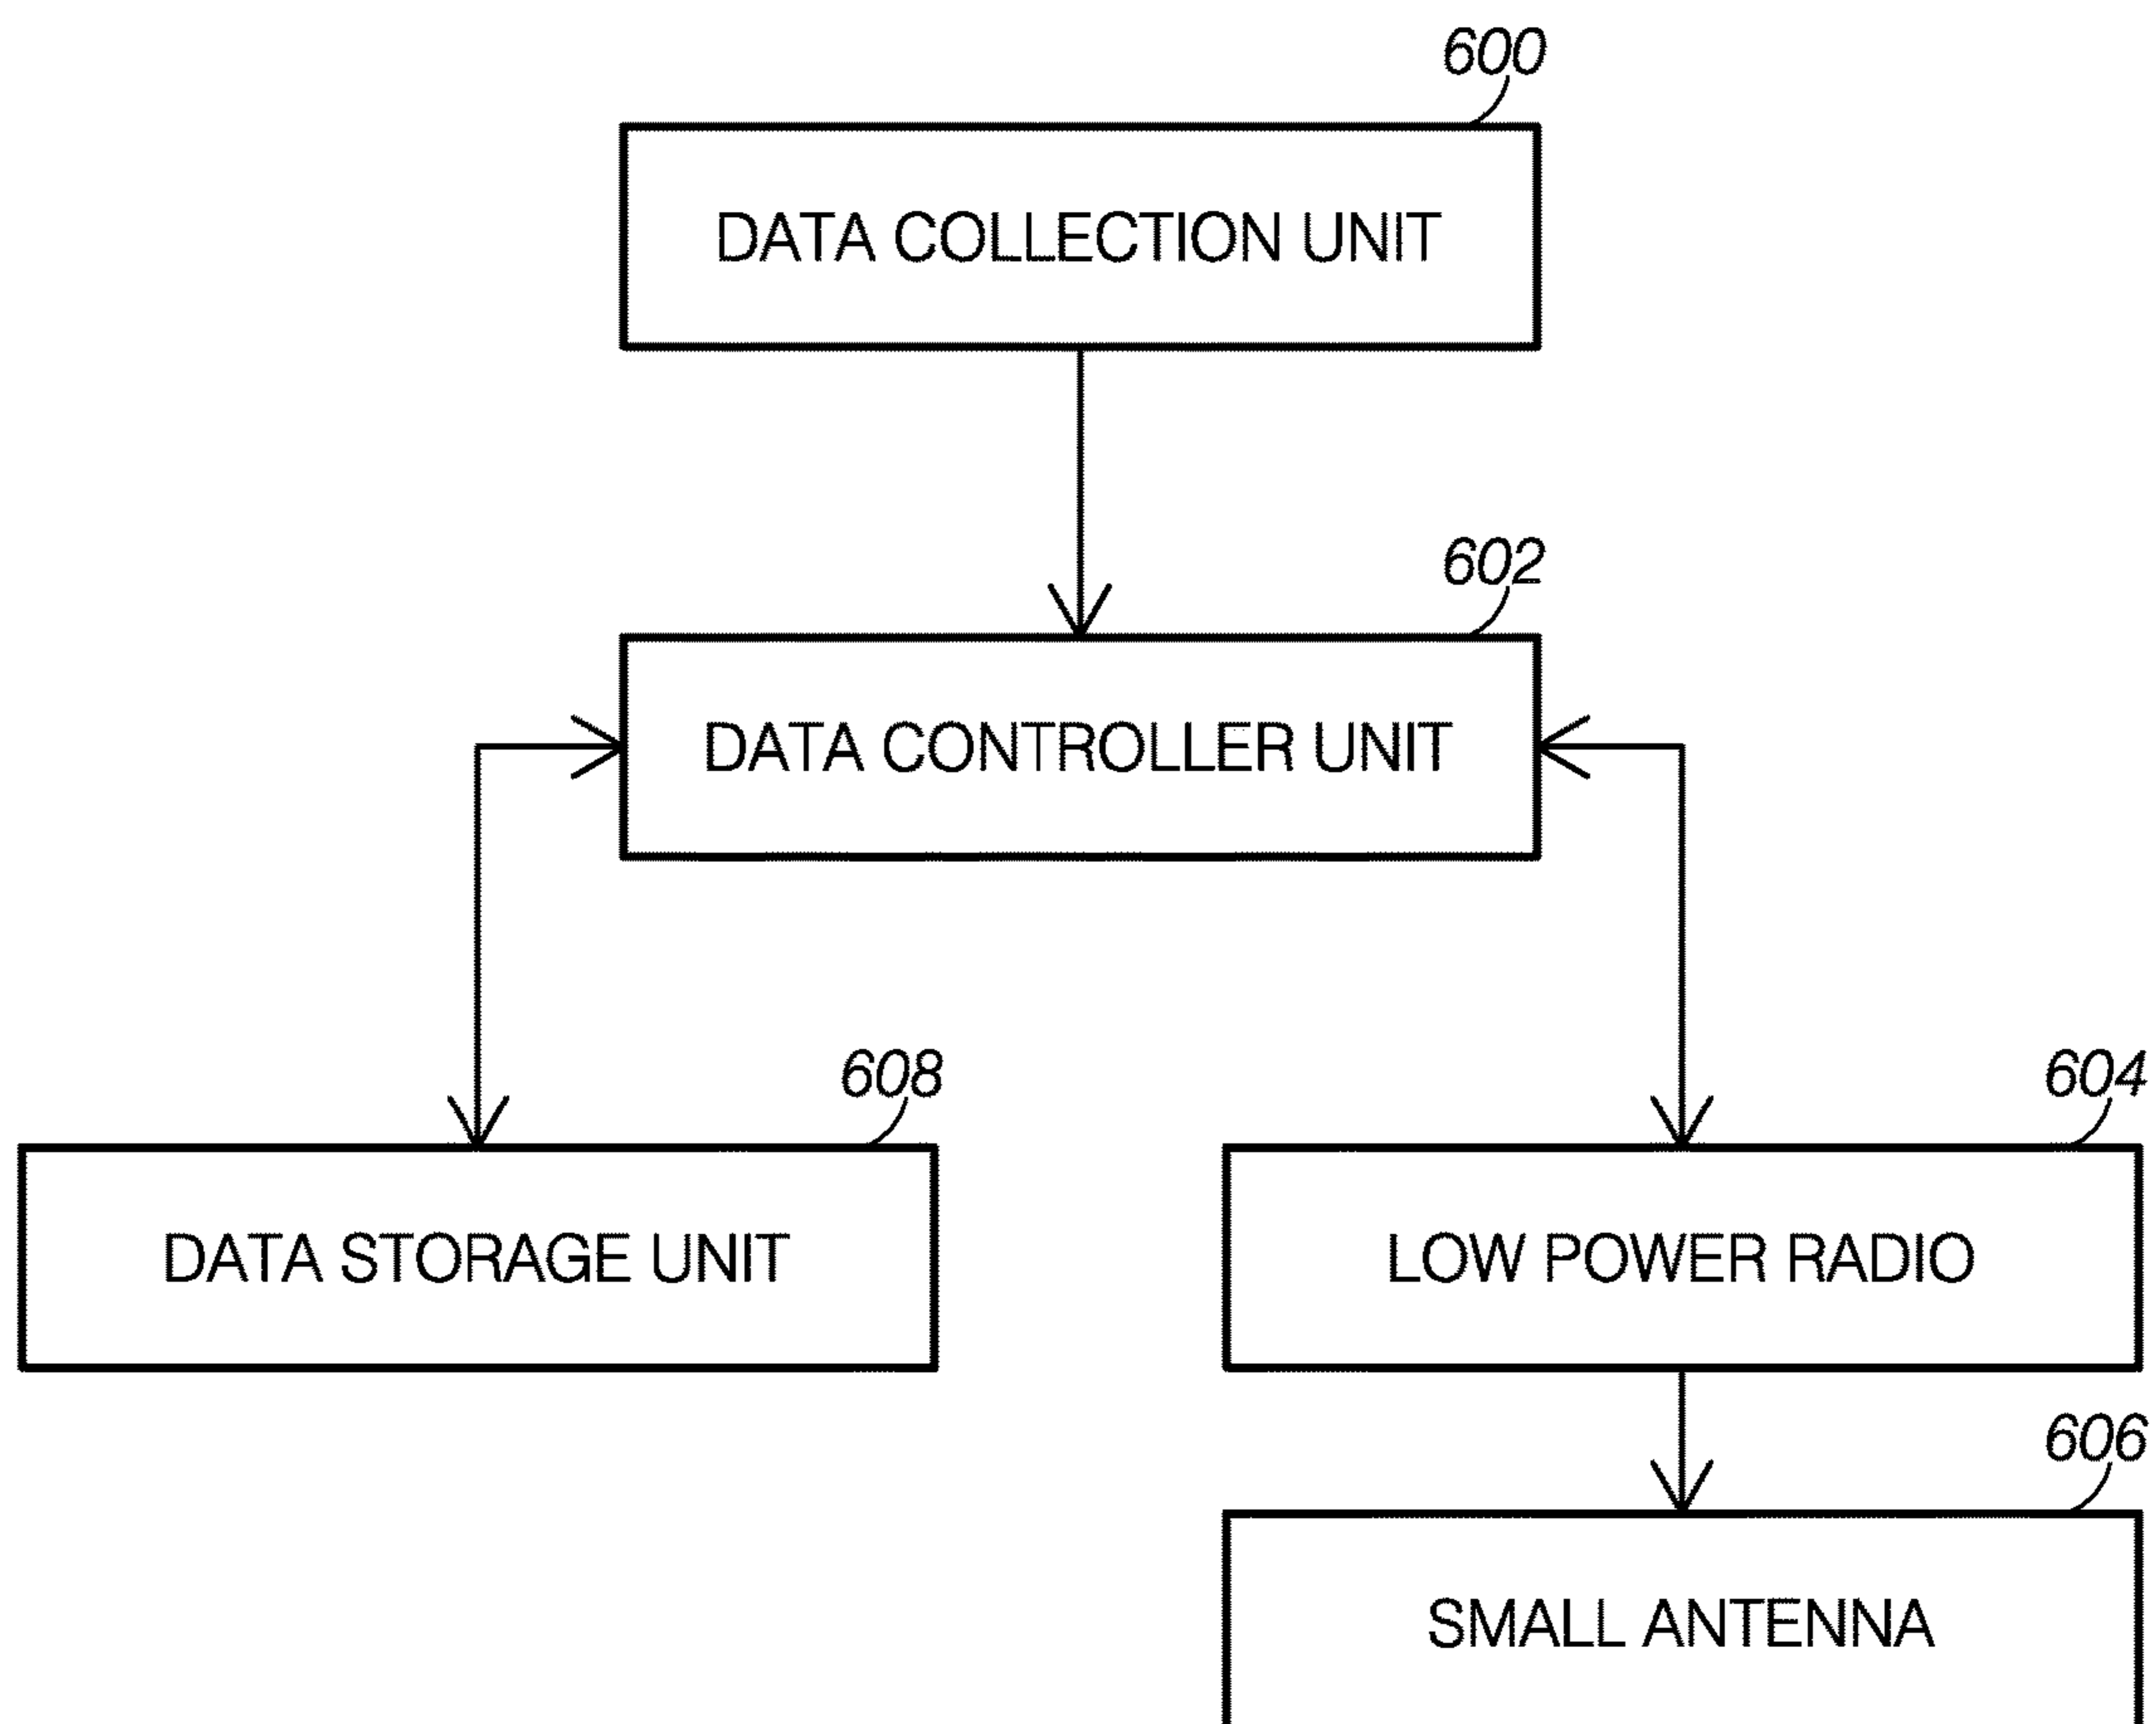 600
DATA COLLECTION UNIT
602
DATA CONTROLLER UNIT
608
604
DATA STORAGE UNIT
LOW POWER RADIO
606
SMALL ANTENNA